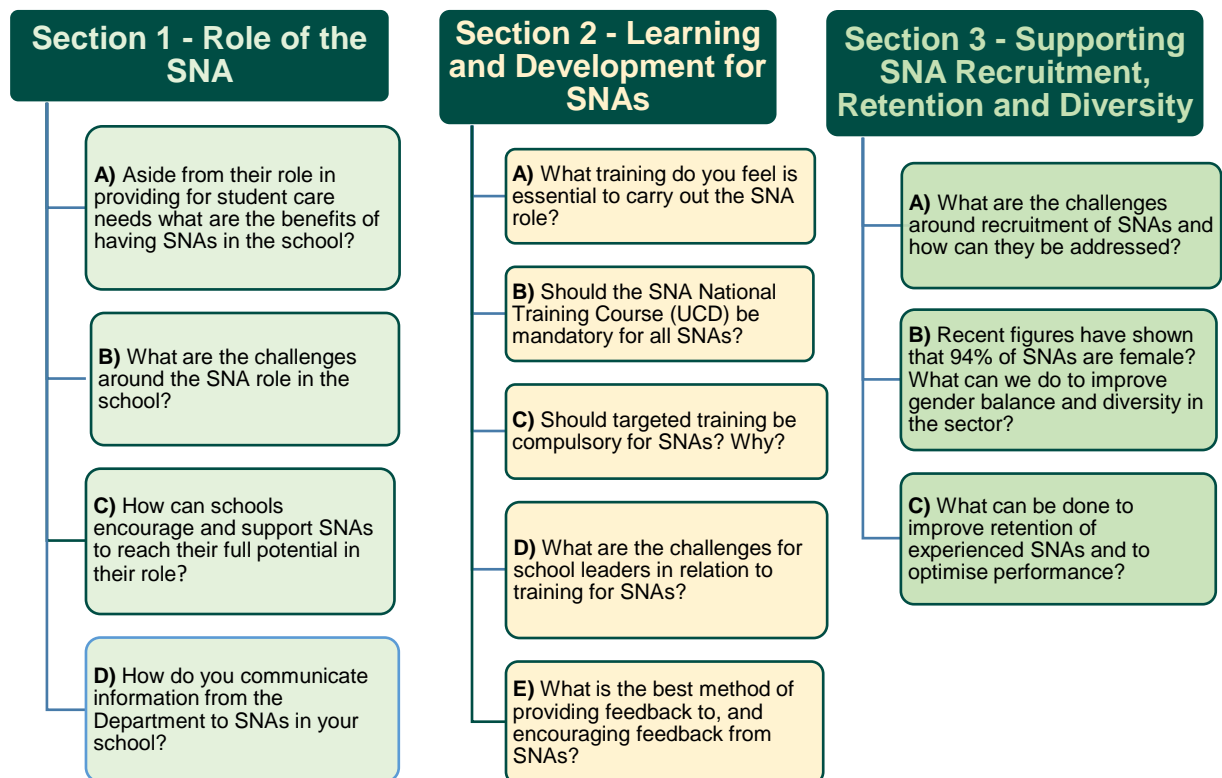 Section 1 - Role of the
SNA
A) Aside from their role in
providing for student care
needs what are the benefits of
having SNAs in the school?
B) What are the challenges
around the SNA role in the
school?
C) How can schools
encourage and support SNAs
to reach their full potential in
their role?
D) How do you communicate
information from the
Department to SNAs in your
school?
Section 2 - Learning
and Development for
SNAs
A) What training do you feel is
essential to carry out the SNA
role?
B) Should the SNA National
Training Course (UCD) be
mandatory for all SNAs?
C) Should targeted training be
compulsory for SNAs? Why?
D) What are the challenges for
school leaders in relation to
training for SNAs?
E) What is the best method of
providing feedback to, and
encouraging feedback from
SNAs?
Section 3 - Supporting
SNA Recruitment,
Retention and Diversity
A) What are the challenges
around recruitment of SNAs and
how can they be addressed?
B) Recent figures have shown
that 94% of SNAs are female?
What can we do to improve
gender balance and diversity in
the sector?
C) What can be done to
improve retention of
experienced SNAs and to
optimise performance?